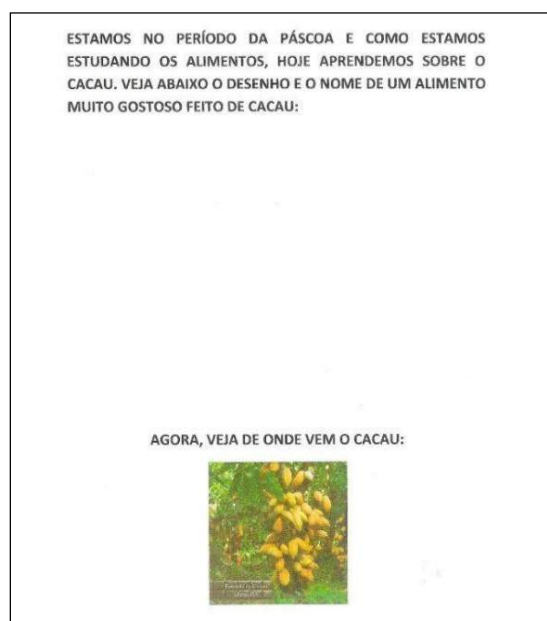 ESTAMOS NO PERÍODO DA PÁSCOA E COMO ESTAMOS
ESTUDANDO OS ALIMENTOS, HOJE APRENDEMOS SOBRE O
CACAU. VEJA ABAIXO O DESENHO E O NOME DE UM ALIMENTO
MUITO GOSTOSO FEITO DE CACAU:
AGORA, VEJA DE ONDE VEM O CACAU: